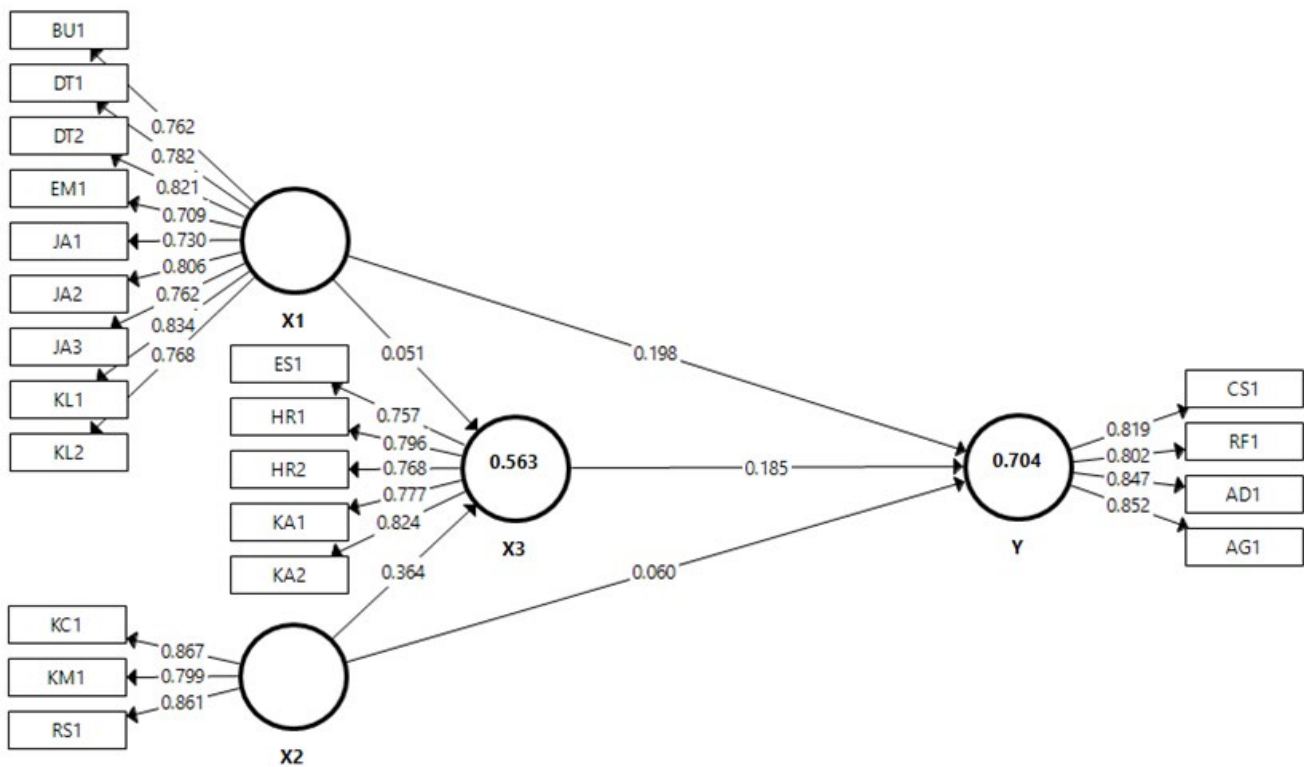 BU1
DT1
DT2
EM1
JA1
JA2
JA3
KL1
KL2
0.762
0.782
0.821
0.709
0.730
0.806
0.762
0.834
0.768
X1
0.051
0.198
ES1
HR1
HR2
KA1
KA2
0.757
0.796
0.768
0.777
0.824
0.563
X3
0.185
0.364
0.060
KC1
KM1
RS1
0.867
0.799
0.861
X2
0.704
Y
0.819
0.802
0.847
0.852
CS1
RF1
AD1
AG1